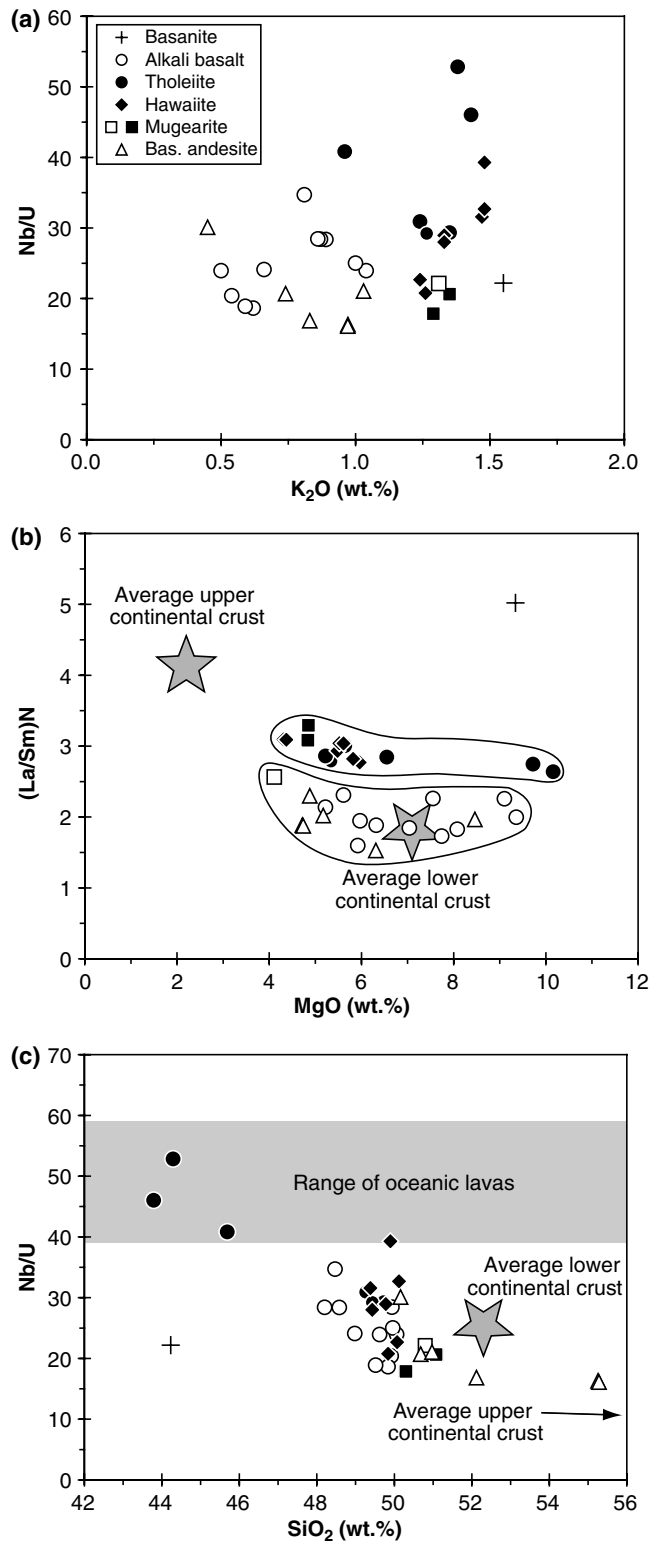 (a)
60
50
40
30
20
10
0
Nb/U
Basanite
Alkali basalt
Tholeiite
Hawaiite
Mugearite
Bas. andesite
0.0 0.5 1.0 1.5 2.0
K2O (wt.%)
(b)
6
5
4
3
2
1
0
(La/Sm)N
Average upper
continental crust
Average lower
continental crust
0 2 4 6 8 10 12
MgO (wt.%)
(c)
70
60
50
40
30
20
10
0
Nb/U
Range of oceanic lavas
Average lower
continental crust
Average upper
continental crust
42 44 46 48 50 52 54 56
SiO2 (wt.%)